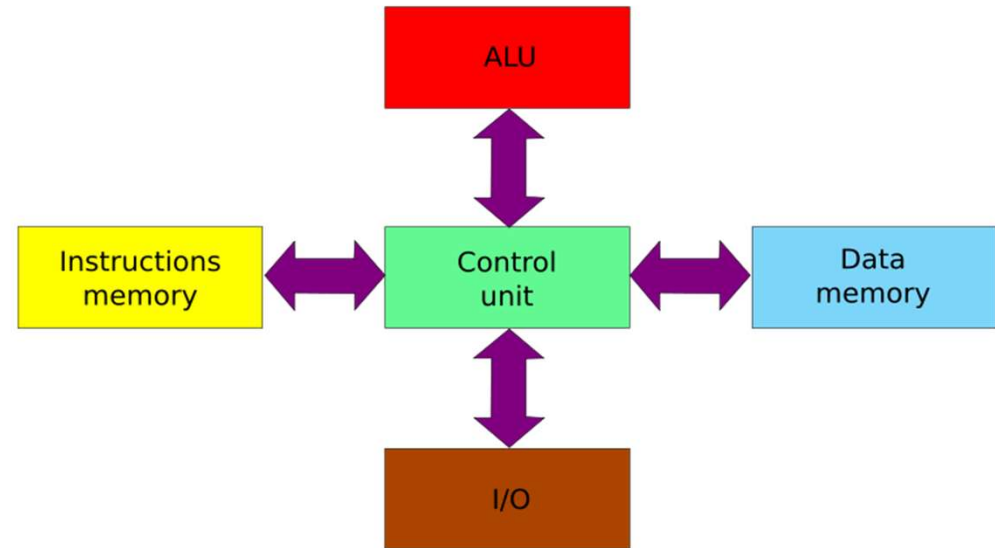 ALU
Instructions
memory
Control
unit
Data
memory
I/O